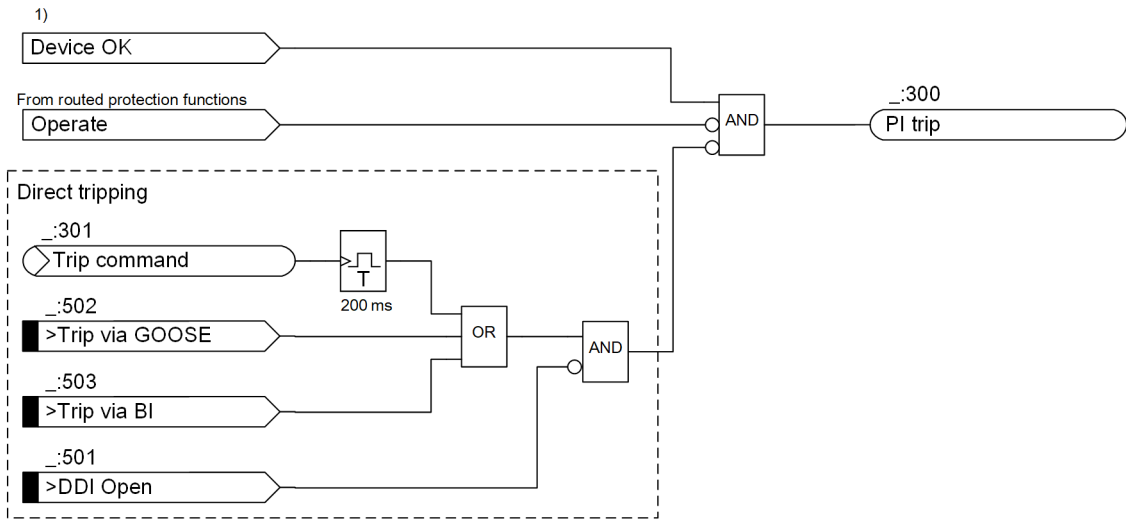 1)
Device OK
From routed protection functions
Operate
AND
_:300
PI trip
Direct tripping
_:301
Trip command
T
200 ms
_:502
>Trip via GOOSE
OR
AND
_:503
>Trip via BI
_:501
>DDI Open